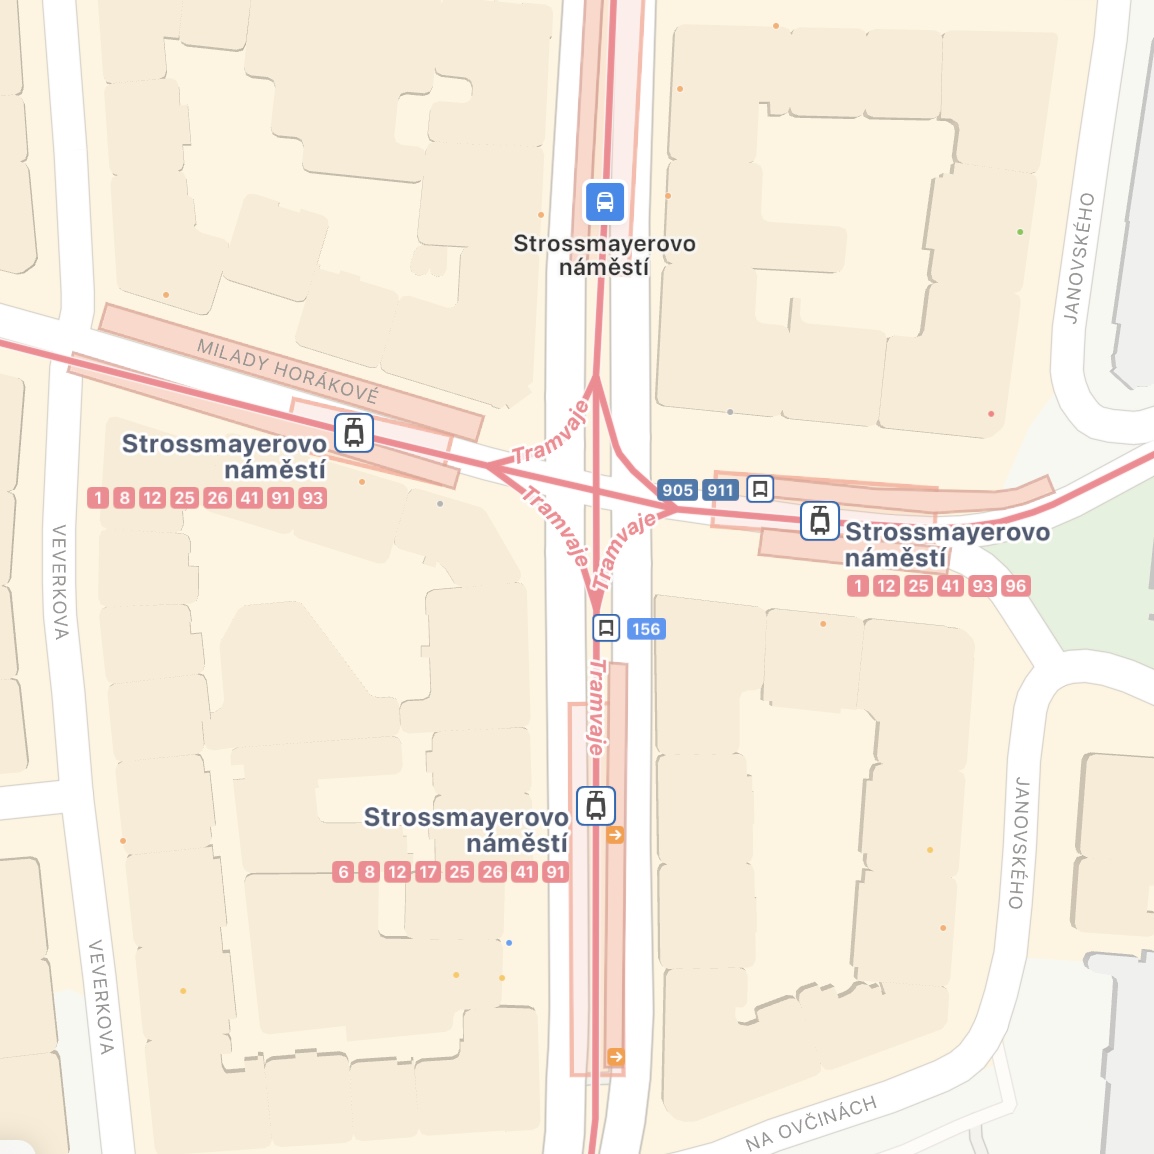 JANOVSKÉHO
Strossmayerovo
náměstí
MILADY HORÁKOVÉ
Tramvaje
Strossmayerovo
náměstí
1 8 12 25 26 41 91 93
905 911
Tramvaje
Tramvaje
Strossmayerovo
náměstí
1 12 25 41 93 96
VEVERKOVA
156
Tramvaje
Strossmayerovo
náměstí
6 8 12 17 25 26 41 91
JANOVSKÉHO
VEVERKOVA
NA OVČINÁCH